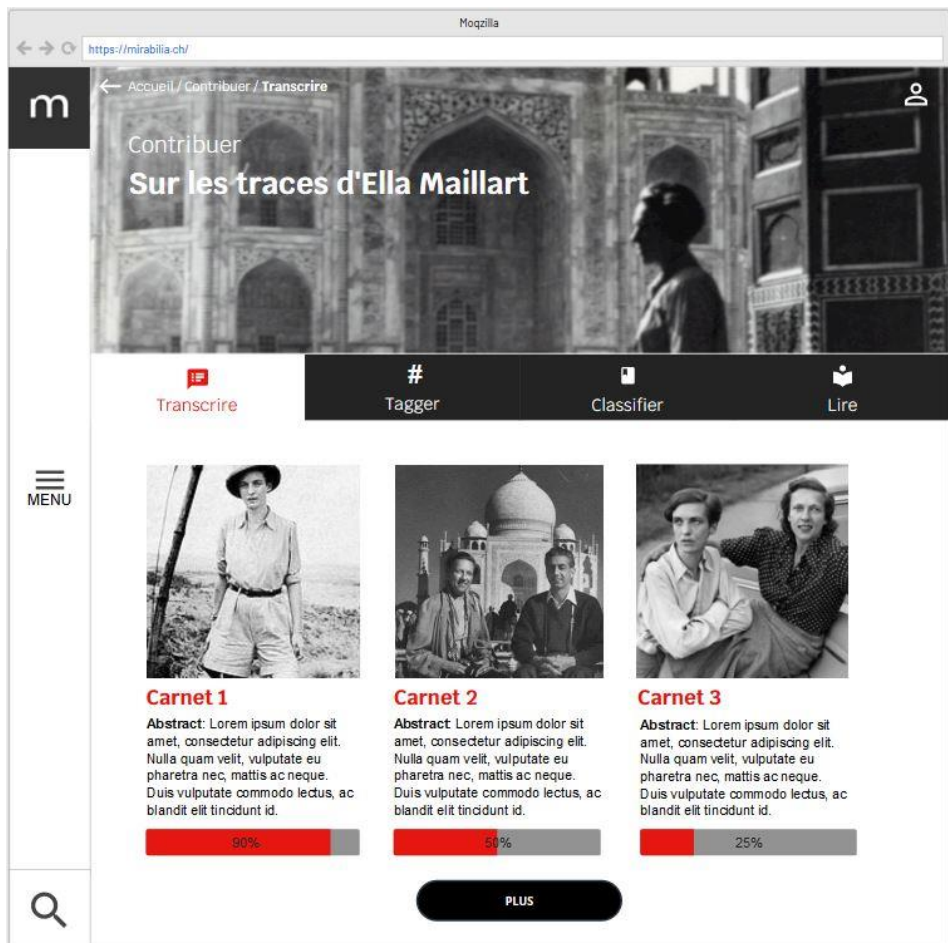 Moqzilla
https://mirabilia.ch/
m
Accueil / Contribuer / Transcrire
Contribuer
Sur les traces d'Ella Maillart
Transcrire
# Tagger
Classifier
Lire
MENU
Carnet 1
Abstract: Lorem ipsum dolor sit
amet, consectetur adipiscing elit.
Nulla quam velit, vulputate eu
pharetra nec, mattis ac neque.
Duis vulputate commodo lectus, ac
blandit elit tincidunt id.
90%
Carnet 2
Abstract: Lorem ipsum dolor sit
amet, consectetur adipiscing elit.
Nulla quam velit, vulputate eu
pharetra nec, mattis ac neque.
Duis vulputate commodo lectus, ac
blandit elit tincidunt id.
50%
Carnet 3
Abstract: Lorem ipsum dolor sit
amet, consectetur adipiscing elit.
Nulla quam velit, vulputate eu
pharetra nec, mattis ac neque.
Duis vulputate commodo lectus, ac
blandit elit tincidunt id.
25%
PLUS